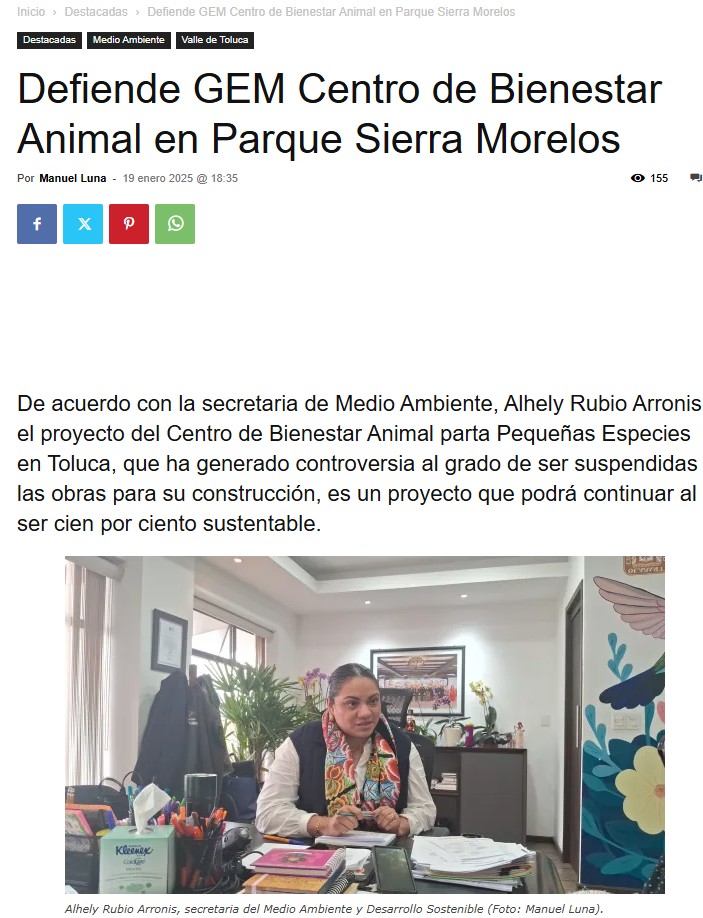 Inicio › Destacadas › Defiende GEM Centro de Bienestar Animal en Parque Sierra Morelos
Destacadas Medio Ambiente Valle de Toluca
Defiende GEM Centro de Bienestar
Animal en Parque Sierra Morelos
Por Manuel Luna - 19 enero 2025 @ 18:35 155
De acuerdo con la secretaria de Medio Ambiente, Alhely Rubio Arronis
el proyecto del Centro de Bienestar Animal parta Pequeñas Especies
en Toluca, que ha generado controversia al grado de ser suspendidas
las obras para su construcción, es un proyecto que podrá continuar al
ser cien por ciento sustentable.
Kleenex
Alhely Rubio Arronis, secretaria del Medio Ambiente y Desarrollo Sostenible (Foto: Manuel Luna).